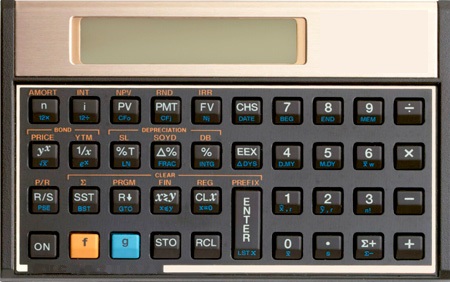 AMORT INT NPV RND IRR
n i PV PMT FV CHS 7 8 9 ÷
12× 12÷ CFo CFj Nj DATE BEG END MEM
BOND DEPRECIATION
PRICE YTM SL SOYD DB
yˣ 1/x %T Δ% % EEX 4 5 6 ×
√x eˣ LN FRAC INTG ΔDYS D.MY M.DY x̄w
CLEAR
P/R Σ PRGM FIN REG PREFIX
R/S SST R↓ x≷y CLx ENTER 1 2 3 −
PSE BST GTO x≤y x=0 LSTx x̂,r ŷ,r n!
ON f g STO RCL 0 • Σ+ +
x̄ s Σ−